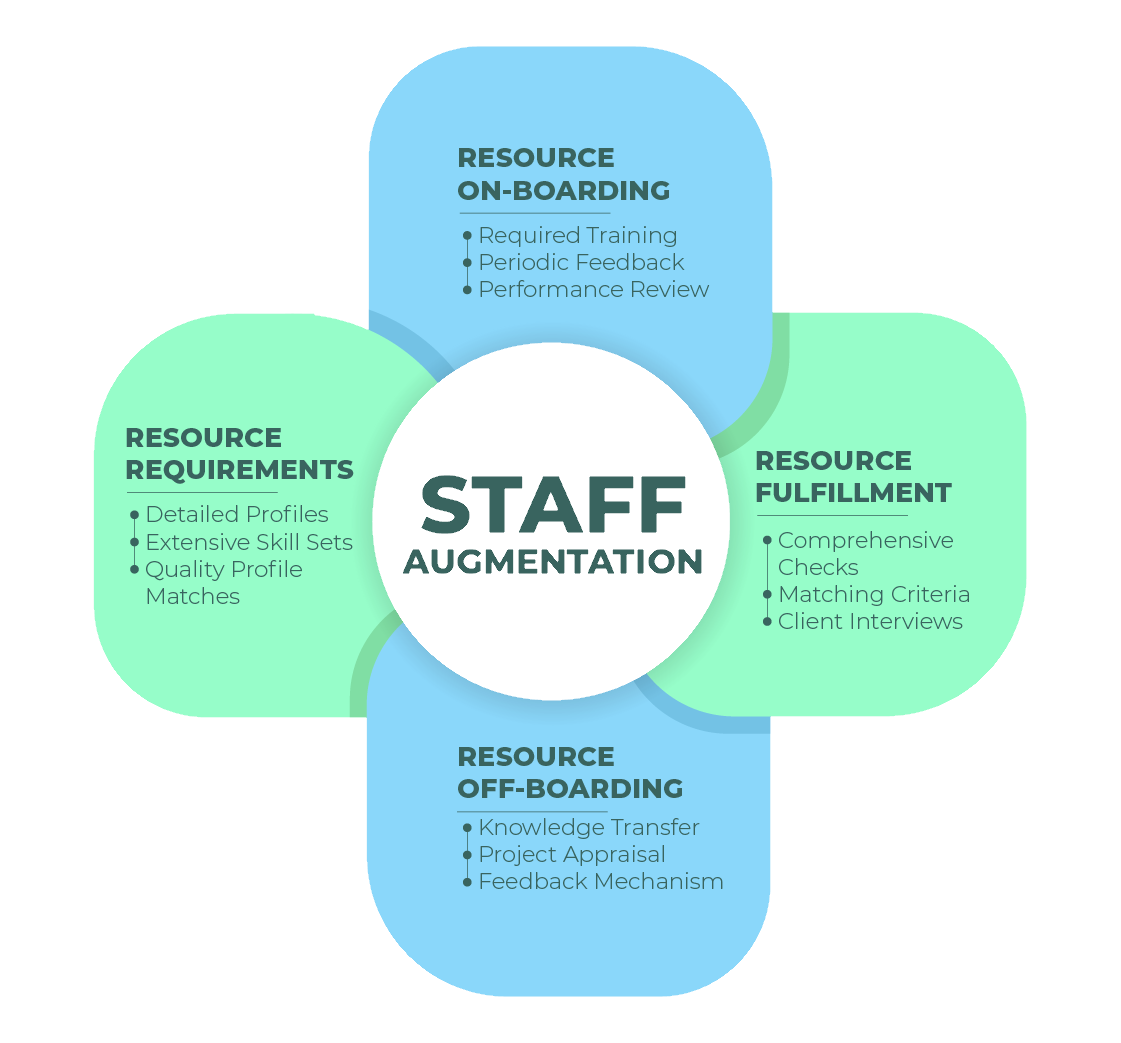 RESOURCE
ON-BOARDING
Required Training
Periodic Feedback
Performance Review
RESOURCE
REQUIREMENTS
Detailed Profiles
Extensive Skill Sets
Quality Profile
Matches
STAFF
AUGMENTATION
RESOURCE
FULFILLMENT
Comprehensive
Checks
Matching Criteria
Client Interviews
RESOURCE
OFF-BOARDING
Knowledge Transfer
Project Appraisal
Feedback Mechanism